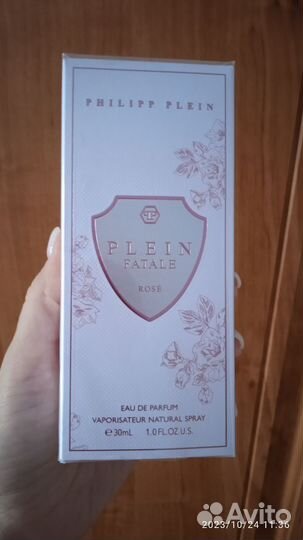 PHILIPP PLEIN
PLEIN
FATALE
ROSÉ
EAU DE PARFUM
VAPORISATEUR NATURAL SPRAY
℮ 30mL 1.0 FL.OZ.U.S.
2023/10/24 11:36
Avito